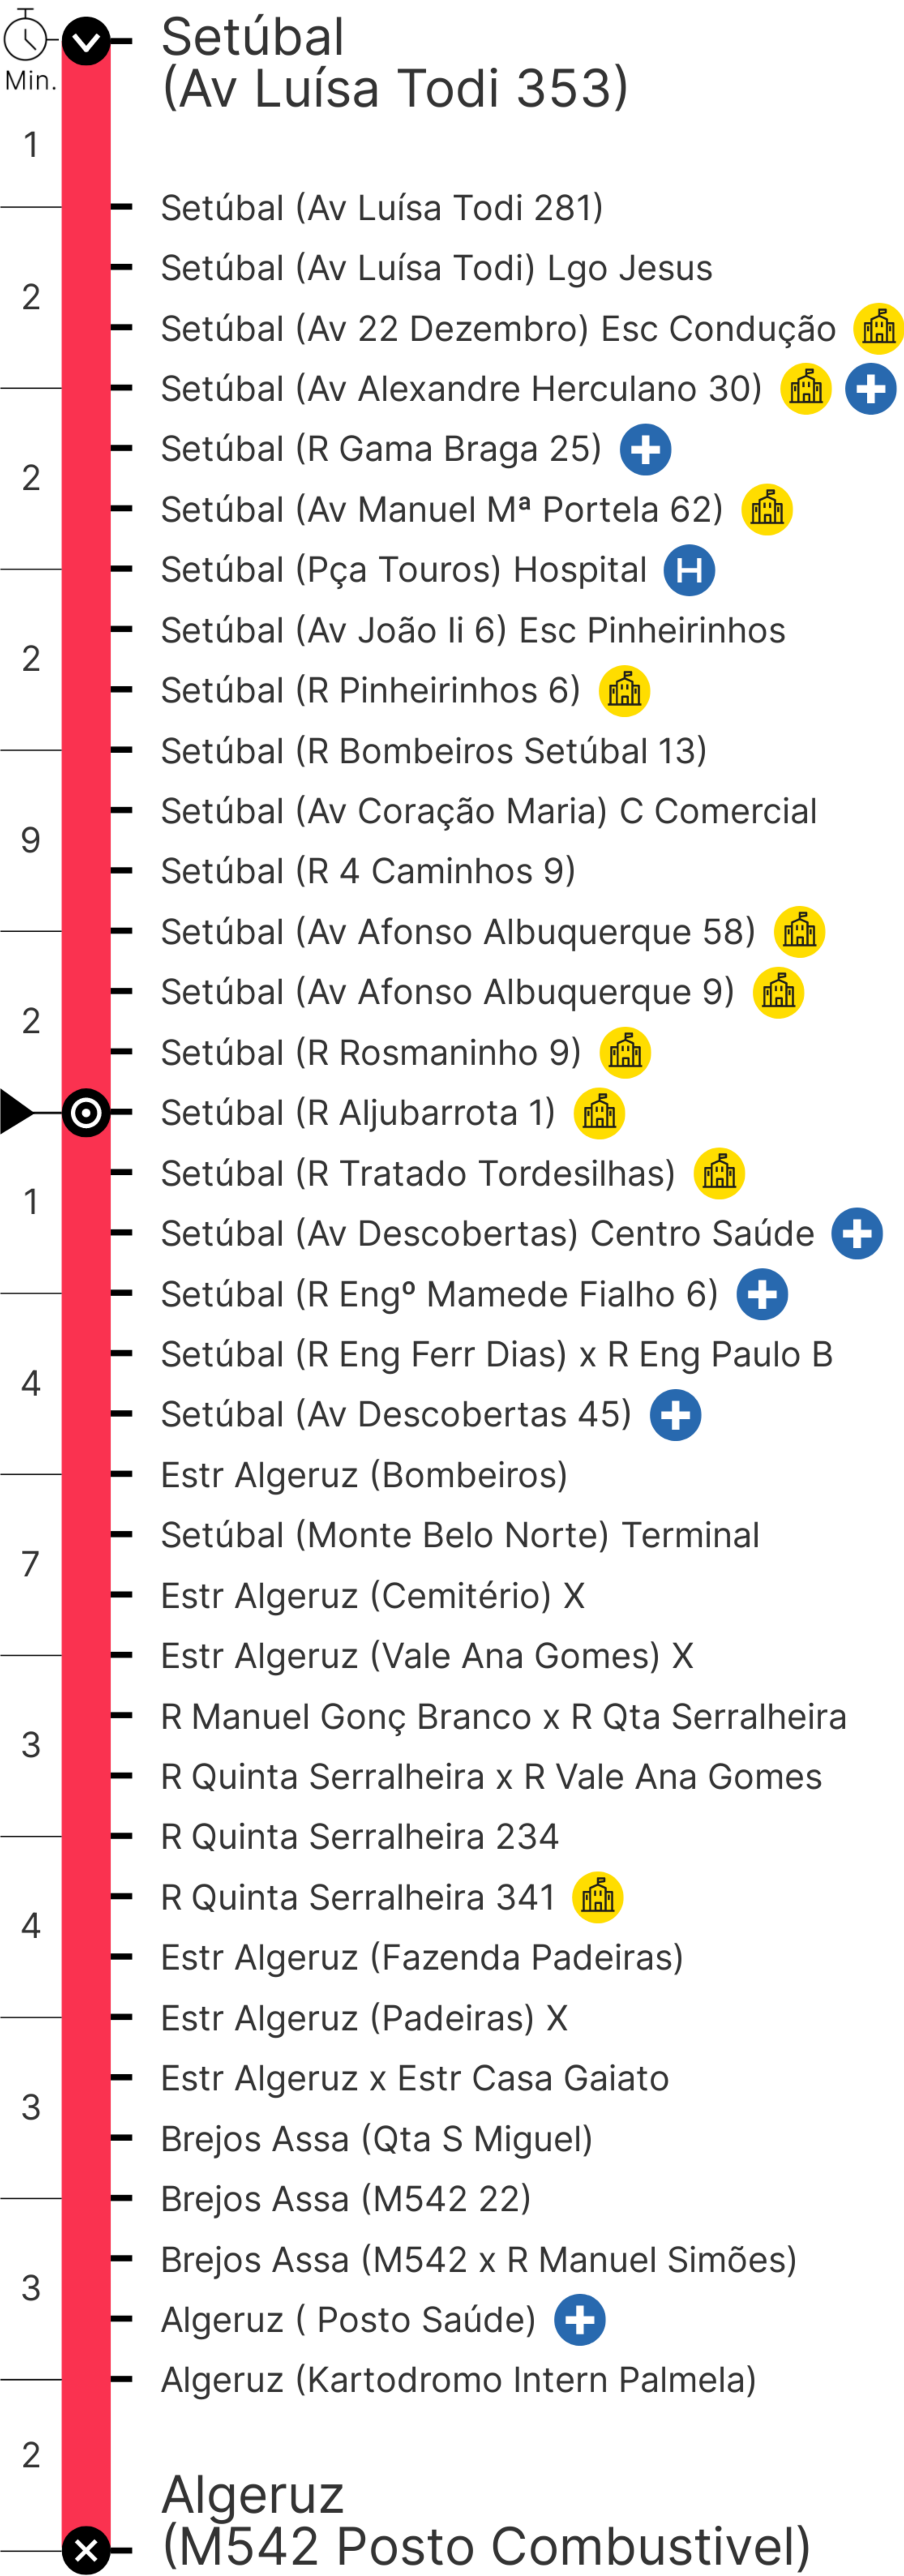 Setúbal
(Av Luísa Todi 353)
Min.
1
Setúbal (Av Luísa Todi 281)
Setúbal (Av Luísa Todi) Lgo Jesus
2
Setúbal (Av 22 Dezembro) Esc Condução
Setúbal (Av Alexandre Herculano 30)
Setúbal (R Gama Braga 25)
2
Setúbal (Av Manuel Mª Portela 62)
Setúbal (Pça Touros) Hospital H
Setúbal (Av João Ii 6) Esc Pinheirinhos
2
Setúbal (R Pinheirinhos 6)
Setúbal (R Bombeiros Setúbal 13)
Setúbal (Av Coração Maria) C Comercial
9
Setúbal (R 4 Caminhos 9)
Setúbal (Av Afonso Albuquerque 58)
Setúbal (Av Afonso Albuquerque 9)
2
Setúbal (R Rosmaninho 9)
Setúbal (R Aljubarrota 1)
Setúbal (R Tratado Tordesilhas)
1
Setúbal (Av Descobertas) Centro Saúde
Setúbal (R Engº Mamede Fialho 6)
Setúbal (R Eng Ferr Dias) x R Eng Paulo B
4
Setúbal (Av Descobertas 45)
Estr Algeruz (Bombeiros)
Setúbal (Monte Belo Norte) Terminal
7
Estr Algeruz (Cemitério) X
Estr Algeruz (Vale Ana Gomes) X
R Manuel Gonç Branco x R Qta Serralheira
3
R Quinta Serralheira x R Vale Ana Gomes
R Quinta Serralheira 234
R Quinta Serralheira 341
4
Estr Algeruz (Fazenda Padeiras)
Estr Algeruz (Padeiras) X
Estr Algeruz x Estr Casa Gaiato
3
Brejos Assa (Qta S Miguel)
Brejos Assa (M542 22)
Brejos Assa (M542 x R Manuel Simões)
3
Algeruz ( Posto Saúde)
Algeruz (Kartodromo Intern Palmela)
2
Algeruz
(M542 Posto Combustivel)